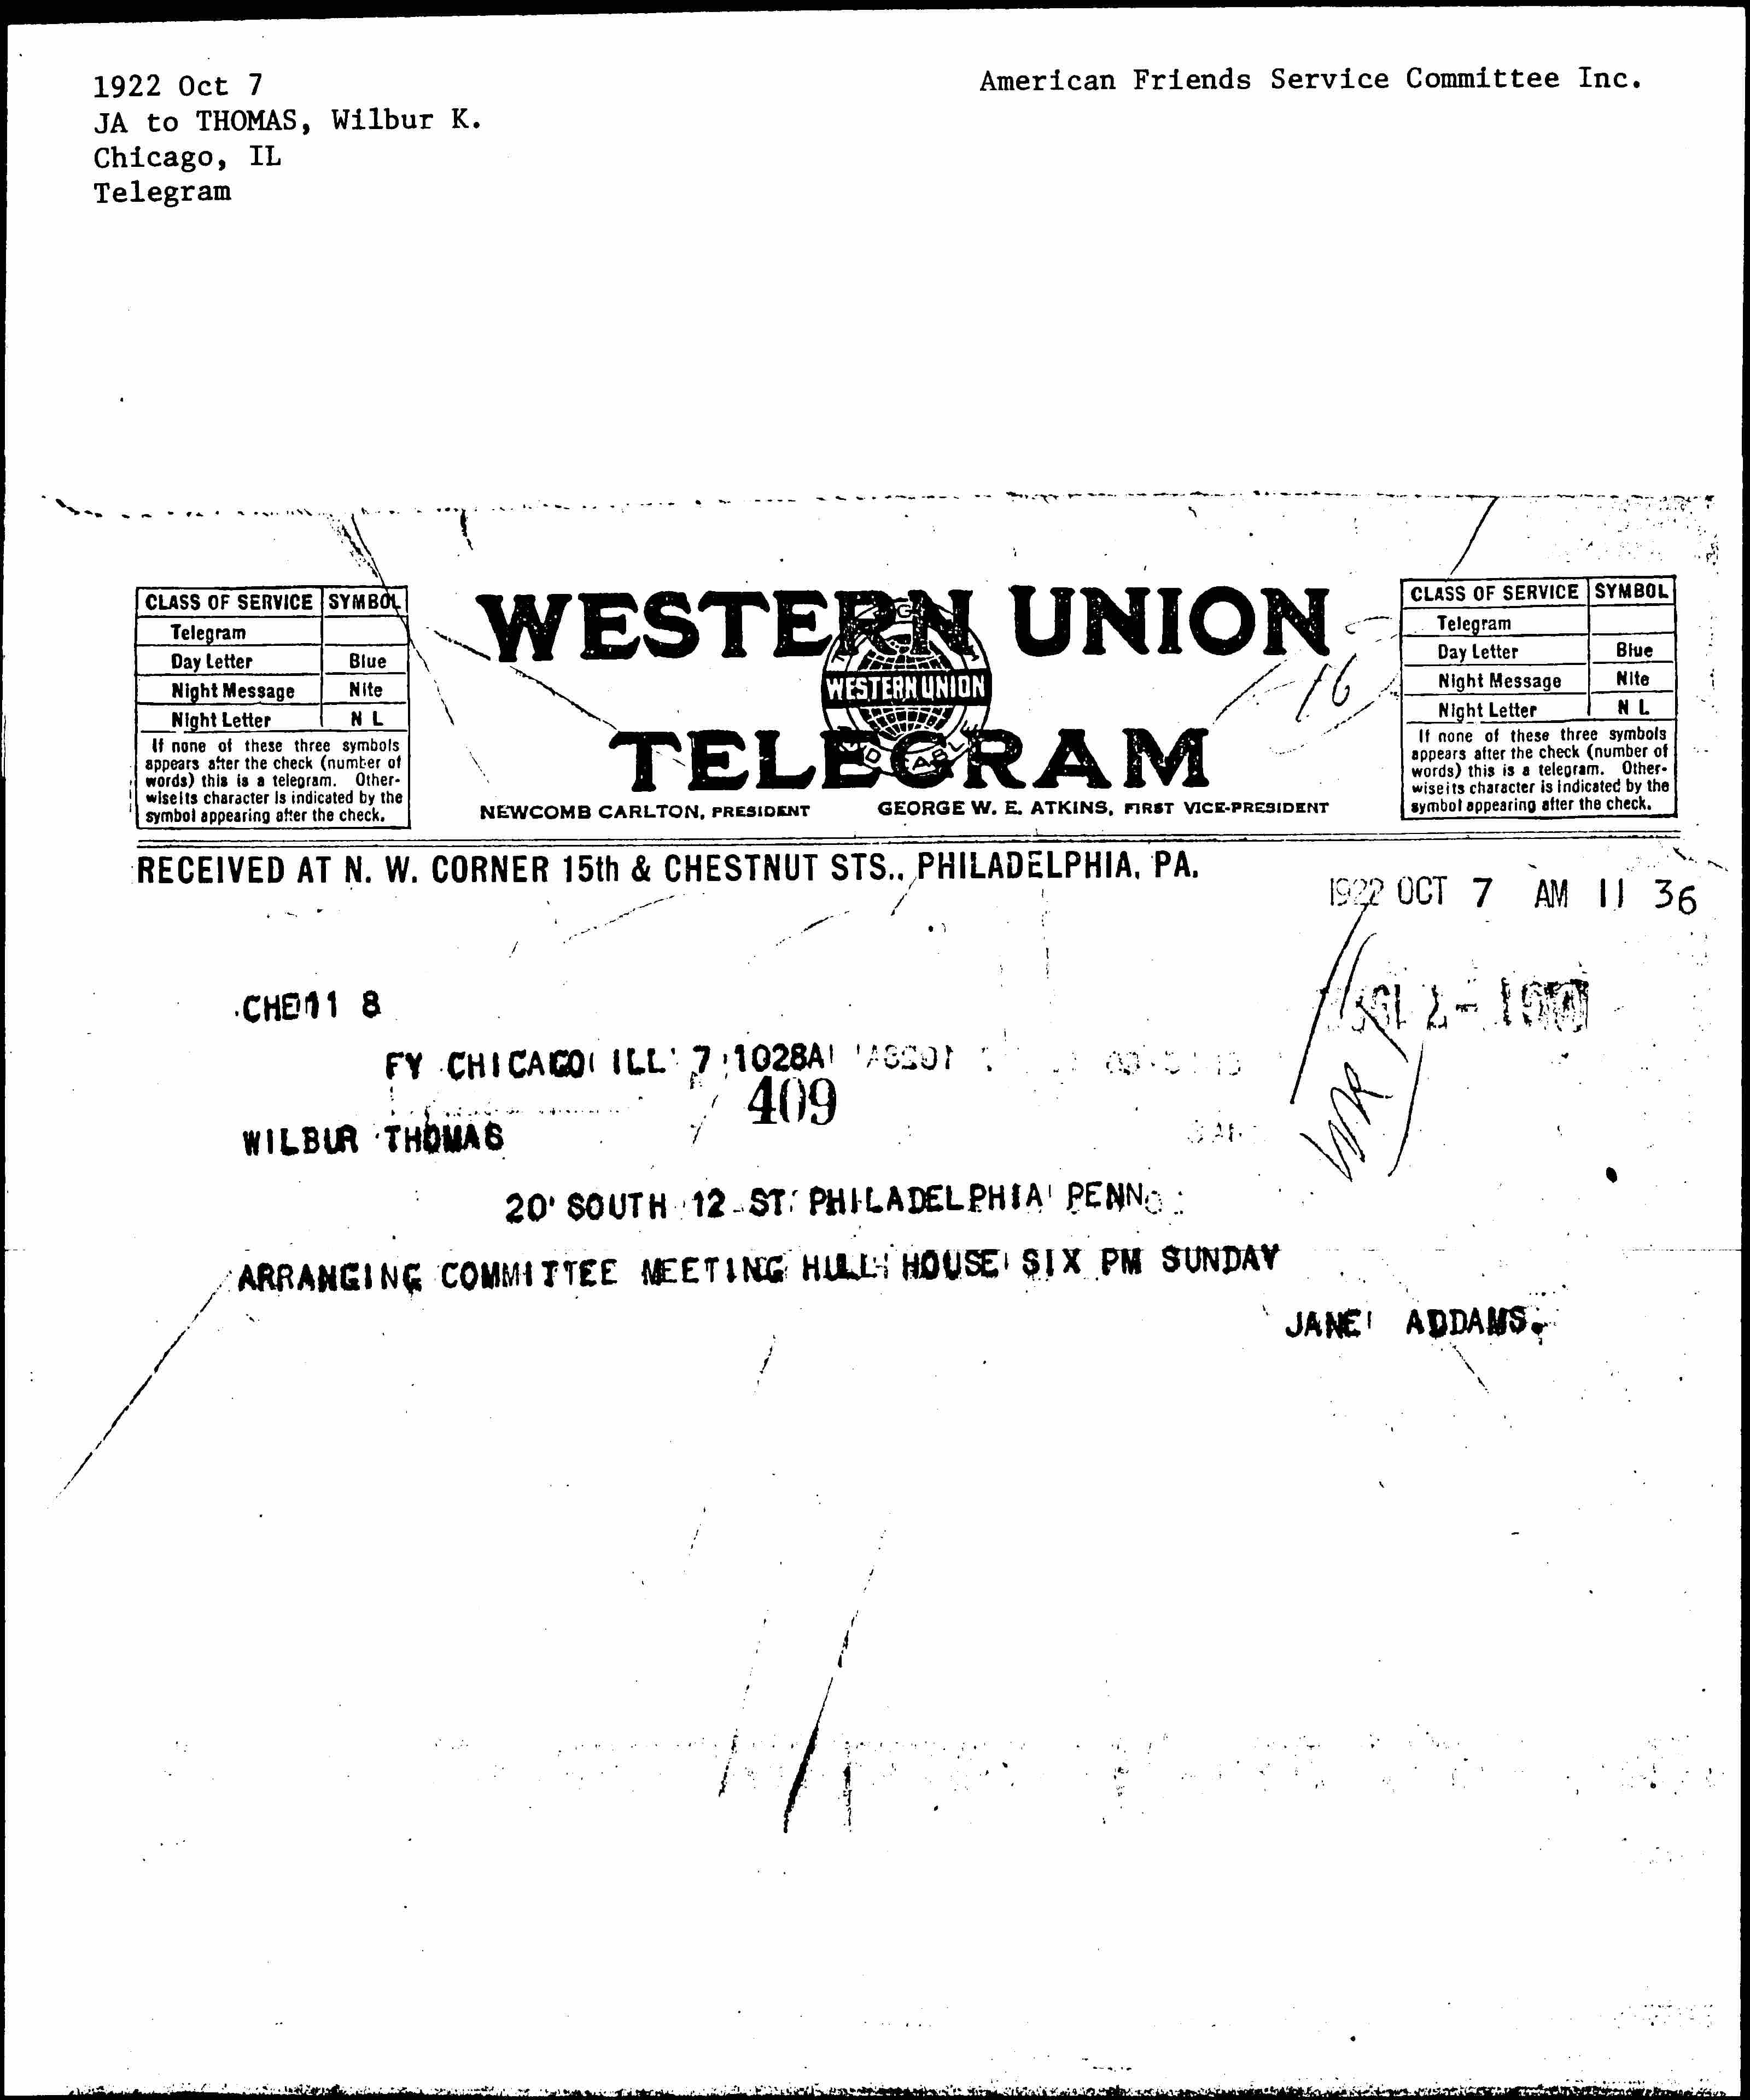 1922 Oct 7
American Friends Service Committee Inc.
JA to THOMAS, Wilbur K.
Chicago, IL
Telegram
CLASS OF SERVICE SYMBOL
Telegram
Day Letter Blue
Night Message Nite
Night Letter N L
If none of these three symbols
appears after the check (number of
words) this is a telegram. Other-
wise its character is indicated by the
symbol appearing after the check.
WESTERN UNION
WESTERN UNION
TELEGRAM
NEWCOMB CARLTON, PRESIDENT GEORGE W. E. ATKINS, FIRST VICE-PRESIDENT
16
CLASS OF SERVICE SYMBOL
Telegram
Day Letter Blue
Night Message Nite
Night Letter N L
If none of these three symbols
appears after the check (number of
words) this is a telegram. Other-
wise its character is indicated by the
symbol appearing after the check.
RECEIVED AT N. W. CORNER 15th & CHESTNUT STS., PHILADELPHIA, PA.
1922 OCT 7 AM 11 36
8
FY CHICAGO ILL 7 1028A
409
WILBUR THOMAS
20 SOUTH 12 ST PHILADELPHIA PENN
ARRANGING COMMITTEE MEETING HULL HOUSE SIX PM SUNDAY
JANE ADDAMS.